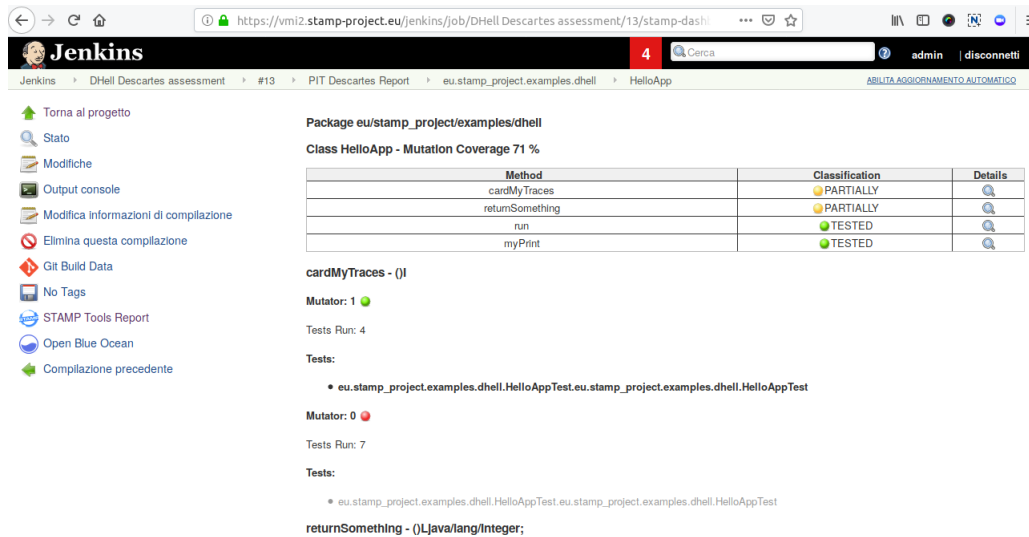 https://vmi2.stamp-project.eu/jenkins/job/DHell Descartes assessment/13/stamp-dash
Jenkins
4
Cerca
admin | disconnetti
Jenkins DHell Descartes assessment #13 PIT Descartes Report eu.stamp_project.examples.dhell HelloApp ABILITA AGGIORNAMENTO AUTOMATICO
Torna al progetto
Stato
Modifiche
Output console
Modifica informazioni di compilazione
Elimina questa compilazione
Git Build Data
No Tags
STAMP Tools Report
Open Blue Ocean
Compilazione precedente
Package eu/stamp_project/examples/dhell
Class HelloApp - Mutation Coverage 71 %
Method Classification Details
cardMyTraces PARTIALLY
returnSomething PARTIALLY
run TESTED
myPrint TESTED
cardMyTraces - ()I
Mutator: 1
Tests Run: 4
Tests:
• eu.stamp_project.examples.dhell.HelloAppTest.eu.stamp_project.examples.dhell.HelloAppTest
Mutator: 0
Tests Run: 7
Tests:
• eu.stamp_project.examples.dhell.HelloAppTest.eu.stamp_project.examples.dhell.HelloAppTest
returnSomething - ()Ljava/lang/Integer;